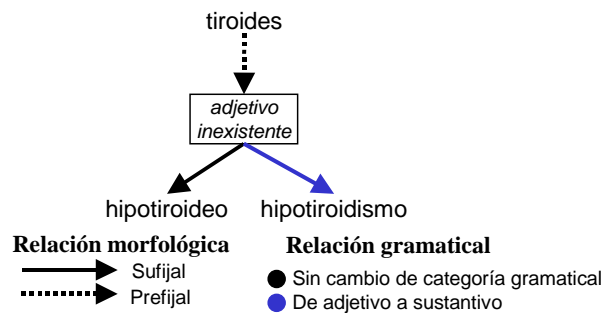 tiroides
adjetivo
inexistente
hipotiroideo hipotiroidismo
Relación morfológica
Sufijal
Prefijal
Relación gramatical
Sin cambio de categoría gramatical
De adjetivo a sustantivo